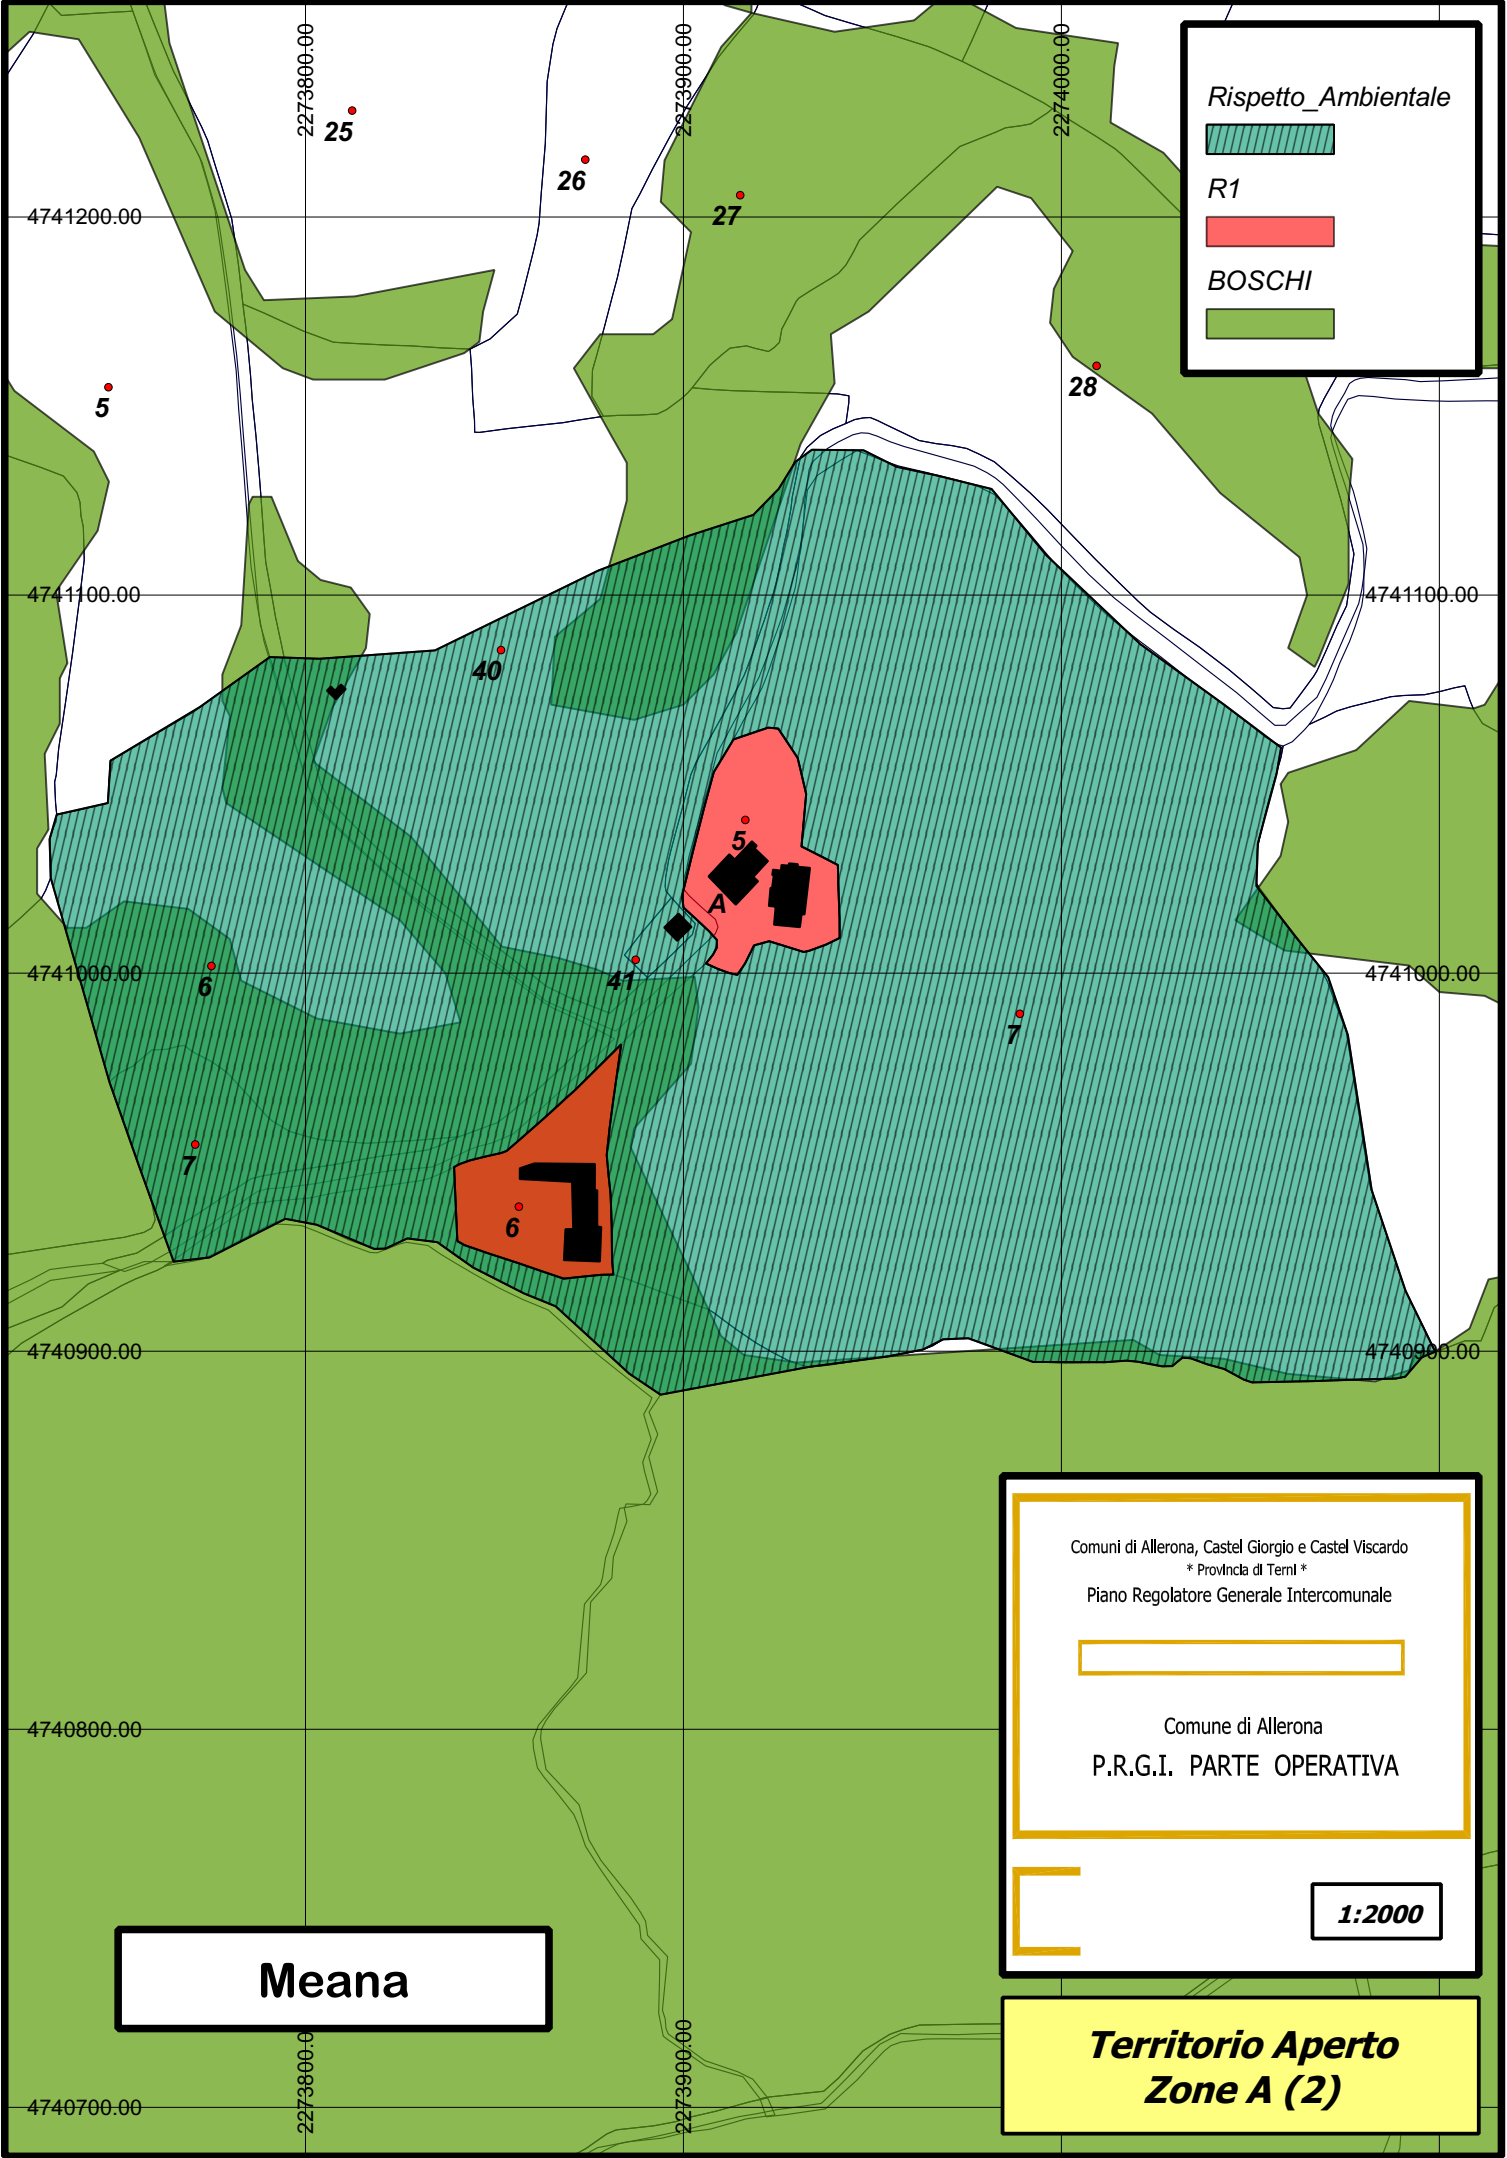 2273800.00
2273900.00
2274000.00
Rispetto_Ambientale
R1
BOSCHI
25
26
27
4741200.00
28
5
4741100.00
4741100.00
40
5
A
6
41
4741000.00
4741000.00
7
7
6
4740900.00
4740900.00
Comuni di Allerona, Castel Giorgio e Castel Viscardo
* Provincia di Terni *
Piano Regolatore Generale Intercomunale
Comune di Allerona
P.R.G.I. PARTE OPERATIVA
1:2000
4740800.00
Meana
Territorio Aperto
Zone A (2)
2273800.0
2273900.00
4740700.00